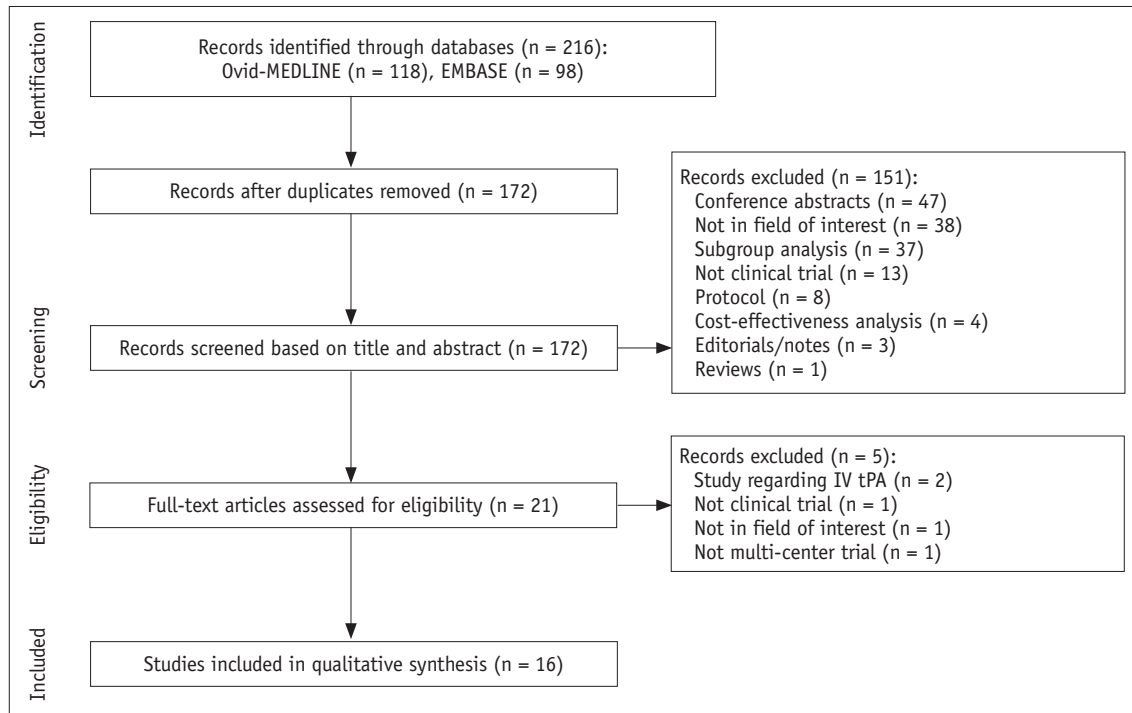 Identification
Records identified through databases (n = 216):
Ovid-MEDLINE (n = 118), EMBASE (n = 98)
Records after duplicates removed (n = 172)
Screening
Records screened based on title and abstract (n = 172)
Records excluded (n = 151):
Conference abstracts (n = 47)
Not in field of interest (n = 38)
Subgroup analysis (n = 37)
Not clinical trial (n = 13)
Protocol (n = 8)
Cost-effectiveness analysis (n = 4)
Editorials/notes (n = 3)
Reviews (n = 1)
Eligibility
Full-text articles assessed for eligibility (n = 21)
Records excluded (n = 5):
Study regarding IV tPA (n = 2)
Not clinical trial (n = 1)
Not in field of interest (n = 1)
Not multi-center trial (n = 1)
Included
Studies included in qualitative synthesis (n = 16)